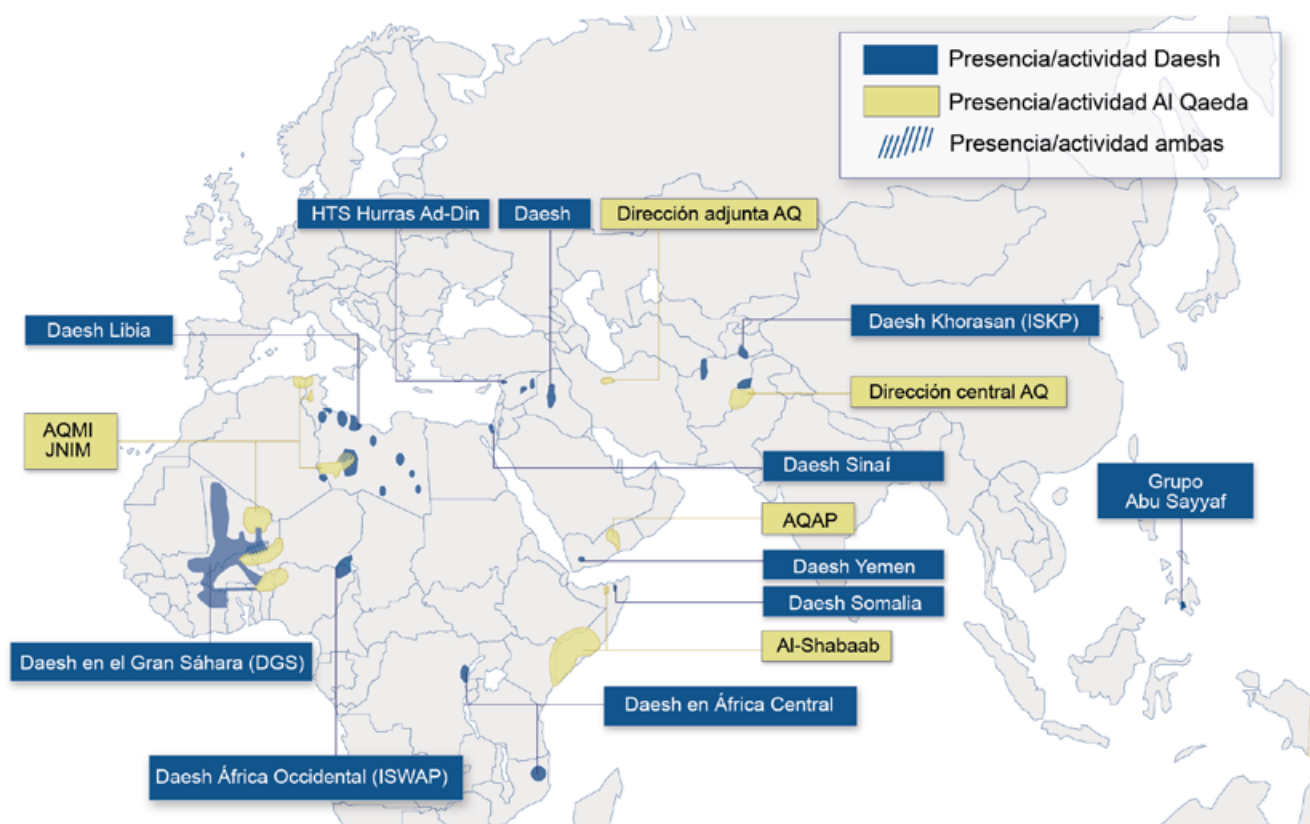 Presencia/actividad Daesh
Presencia/actividad Al Qaeda
Presencia/actividad ambas
HTS Hurras Ad-Din
Daesh
Dirección adjunta AQ
Daesh Libia
Daesh Khorasan (ISKP)
Dirección central AQ
AQMI
JNIM
Daesh Sinaí
Grupo
Abu Sayyaf
AQAP
Daesh Yemen
Daesh Somalia
Al-Shabaab
Daesh en el Gran Sáhara (DGS)
Daesh en África Central
Daesh África Occidental (ISWAP)